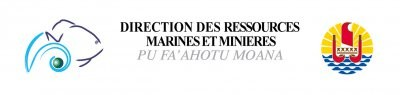 DIRECTION DES RESSOURCES
MARINES ET MINIERES
PU FA'AHOTU MOANA